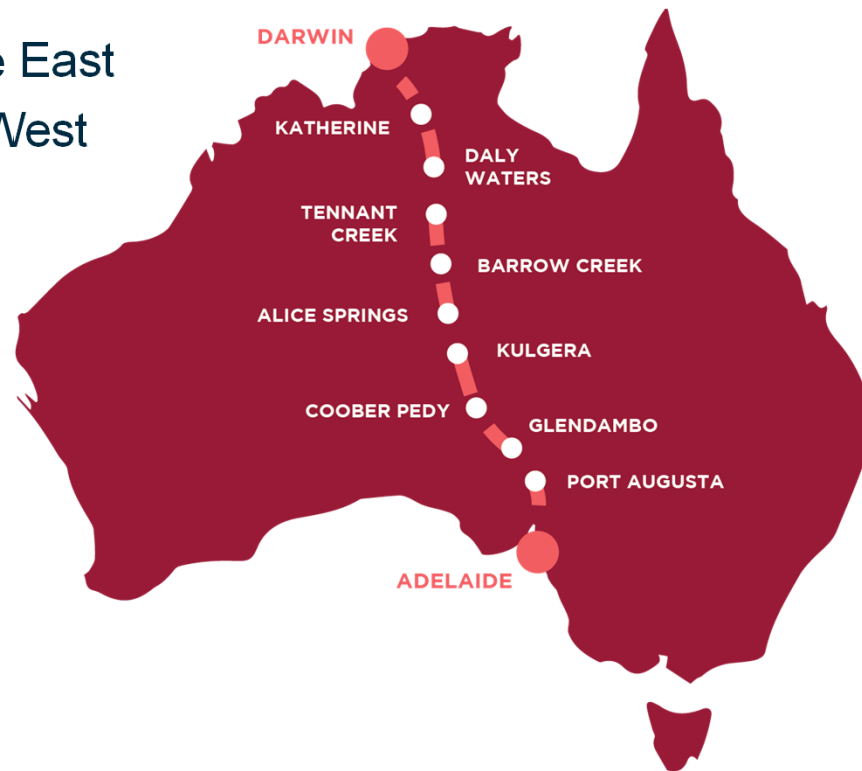 East
West
DARWIN
KATHERINE
DALY
WATERS
TENNANT
CREEK
BARROW CREEK
ALICE SPRINGS
KULGERA
COOBER PEDY
GLENDAMBO
PORT AUGUSTA
ADELAIDE